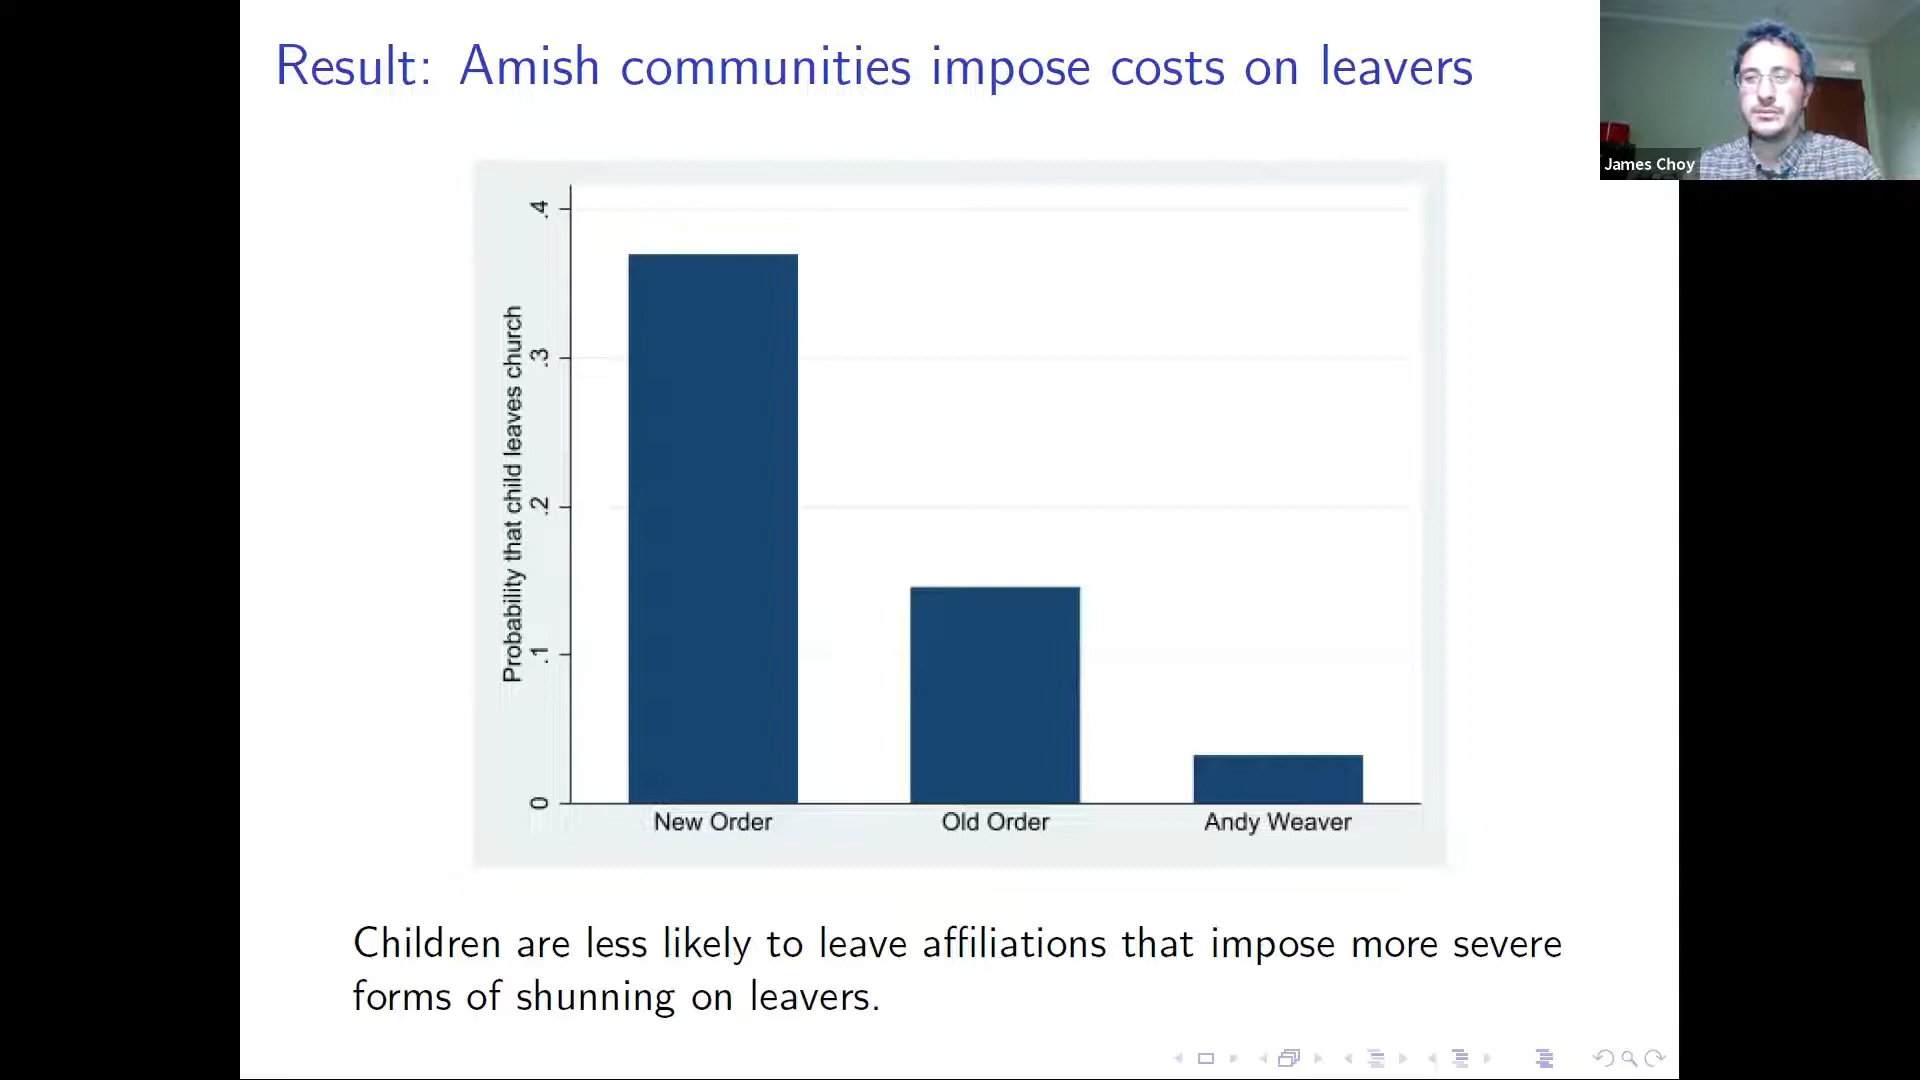 Result: Amish communities impose costs on leavers
James Choy
Probability that child leaves church
.4
.3
.2
.1
0
New Order
Old Order
Andy Weaver
Children are less likely to leave affiliations that impose more severe
forms of shunning on leavers.